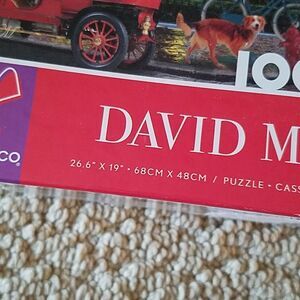 100
DAVID M
CO
26.6" X 19" • 68CM X 48CM / PUZZLE • CASS